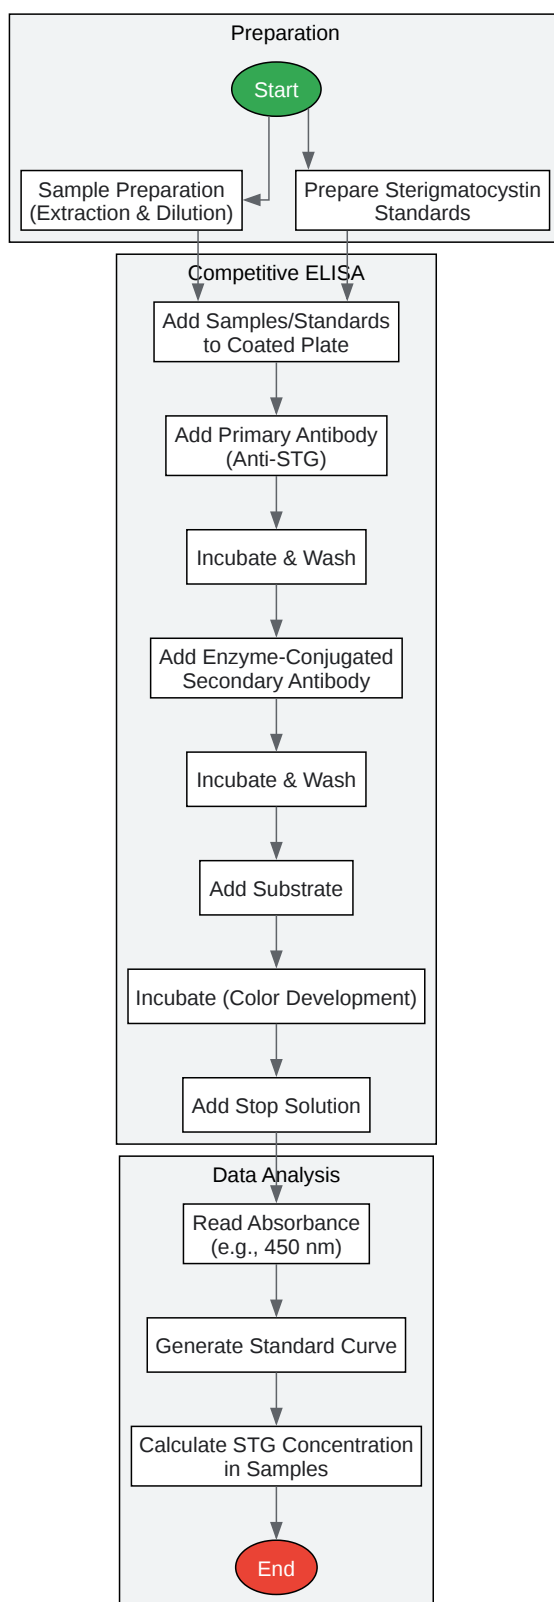 Preparation
Start
Sample Preparation
(Extraction & Dilution)
Prepare Sterigmatocystin
Standards
Competitive ELISA
Add Samples/Standards
to Coated Plate
Add Primary Antibody
(Anti-STG)
Incubate & Wash
Add Enzyme-Conjugated
Secondary Antibody
Incubate & Wash
Add Substrate
Incubate (Color Development)
Add Stop Solution
Data Analysis
Read Absorbance
(e.g., 450 nm)
Generate Standard Curve
Calculate STG Concentration
in Samples
End